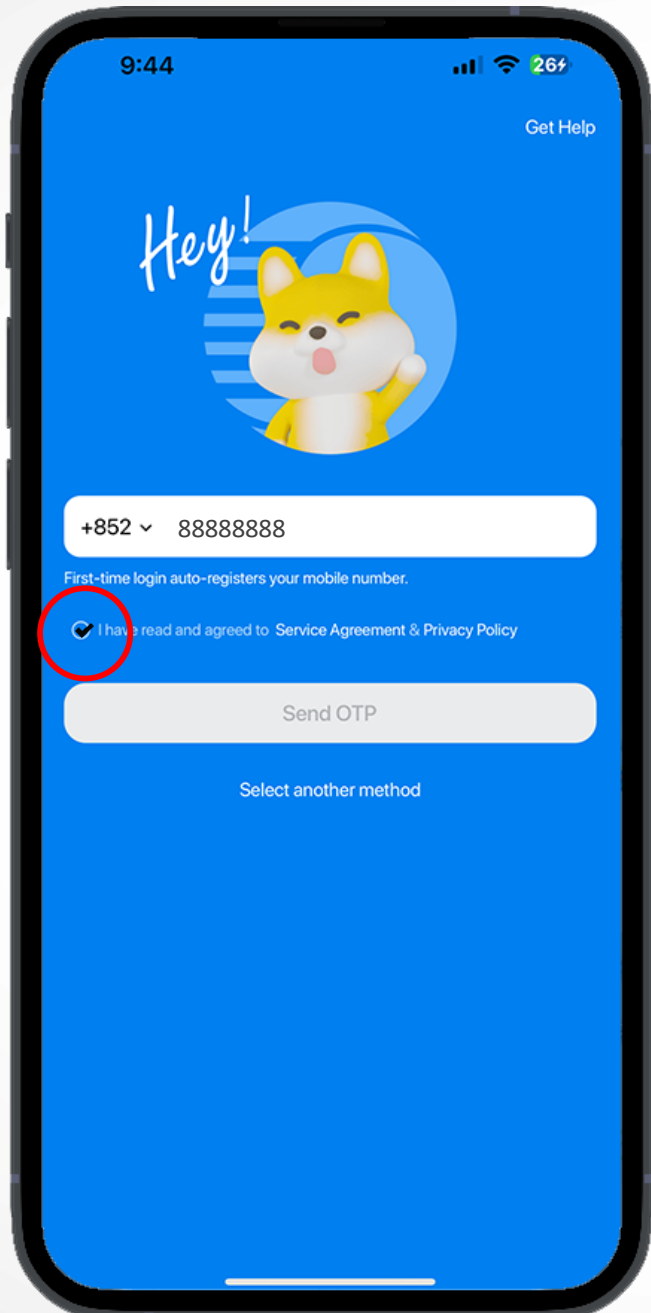 9:44
26
Get Help
Hey!
+852 88888888
First-time login auto-registers your mobile number.
I have read and agreed to Service Agreement & Privacy Policy
Send OTP
Select another method